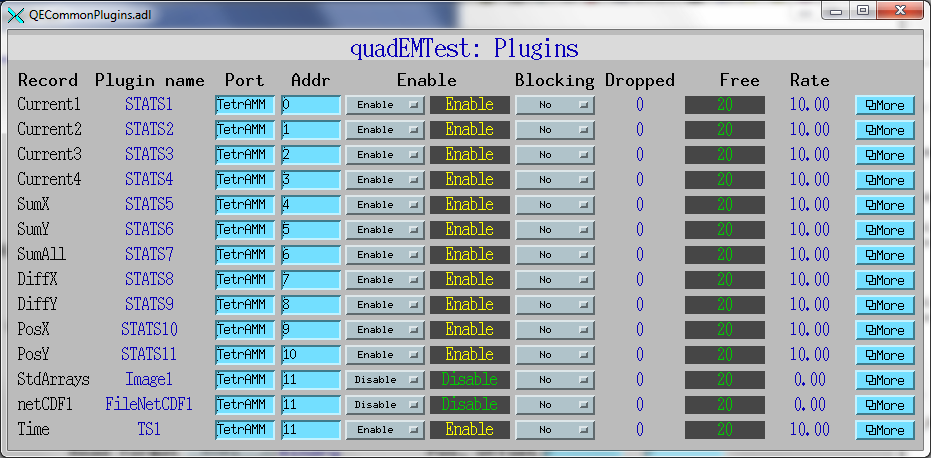 QECommonPlugins.adl
quadEMTest: Plugins
Record Plugin name Port Addr Enable Blocking Dropped Free Rate
Current1 STATS1 TetrAMM 0 Enable Enable No 0 20 10.00 More
Current2 STATS2 TetrAMM 1 Enable Enable No 0 20 10.00 More
Current3 STATS3 TetrAMM 2 Enable Enable No 0 20 10.00 More
Current4 STATS4 TetrAMM 3 Enable Enable No 0 20 10.00 More
SumX STATS5 TetrAMM 4 Enable Enable No 0 20 10.00 More
SumY STATS6 TetrAMM 5 Enable Enable No 0 20 10.00 More
SumAll STATS7 TetrAMM 6 Enable Enable No 0 20 10.00 More
DiffX STATS8 TetrAMM 7 Enable Enable No 0 20 10.00 More
DiffY STATS9 TetrAMM 8 Enable Enable No 0 20 10.00 More
PosX STATS10 TetrAMM 9 Enable Enable No 0 20 10.00 More
PosY STATS11 TetrAMM 10 Enable Enable No 0 20 10.00 More
StdArrays Image1 TetrAMM 11 Disable Disable No 0 20 0.00 More
netCDF1 FileNetCDF1 TetrAMM 11 Disable Disable No 0 20 0.00 More
Time TS1 TetrAMM 11 Enable Enable No 0 20 10.00 More